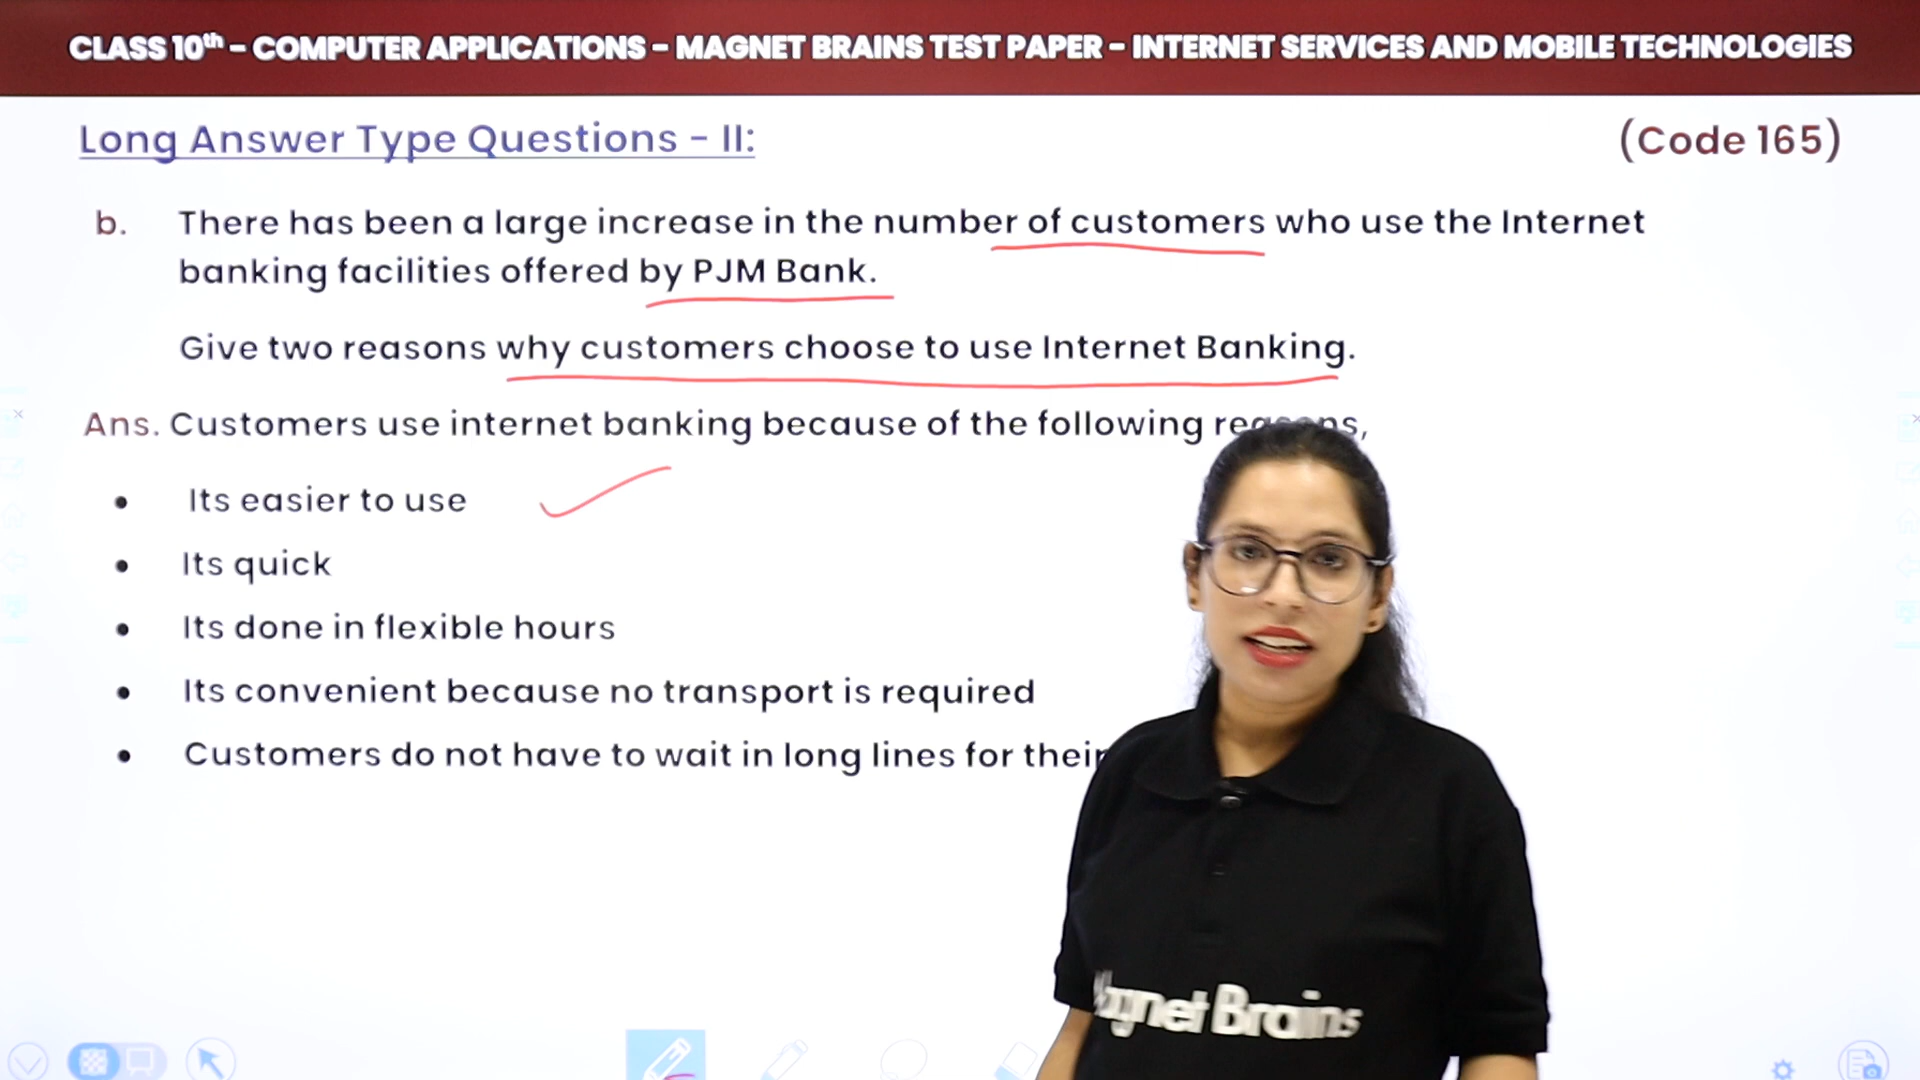 CLASS 10th - COMPUTER APPLICATIONS - MAGNET BRAINS TEST PAPER - INTERNET SERVICES AND MOBILE TECHNOLOGIES
Long Answer Type Questions - II:
(Code 165)
b. There has been a large increase in the number of customers who use the Internet
banking facilities offered by PJM Bank.
Give two reasons why customers choose to use Internet Banking.
Ans. Customers use internet banking because of the following reasons,
• Its easier to use
• Its quick
• Its done in flexible hours
• Its convenient because no transport is required
• Customers do not have to wait in long lines for their
Magnet Brains